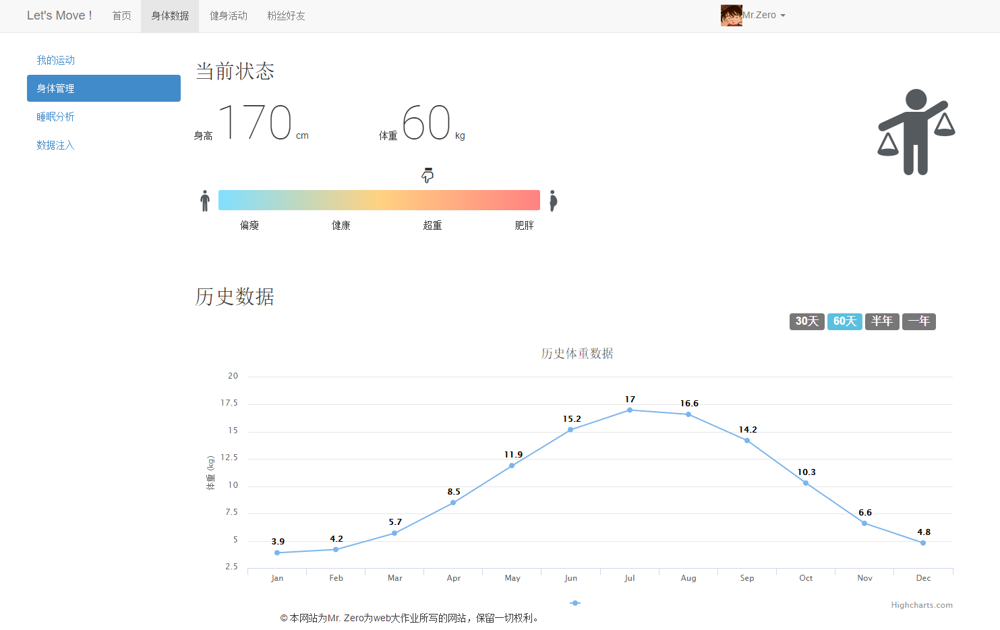 Let's Move ! 首页 身体数据 健身活动 粉丝好友 Mr.Zero
我的运动
身体管理
睡眠分析
数据注入
当前状态
身高 170 cm 体重 60 kg
偏瘦 健康 超重 肥胖
历史数据
30天 60天 半年 一年
历史体重数据
体重 (kg)
20
17.5
15
12.5
10
7.5
5
2.5
3.9 4.2 5.7 8.5 11.9 15.2 17 16.6 14.2 10.3 6.6 4.8
Jan Feb Mar Apr May Jun Jul Aug Sep Oct Nov Dec
Highcharts.com
© 本网站为Mr. Zero为web大作业所写的网站，保留一切权利。